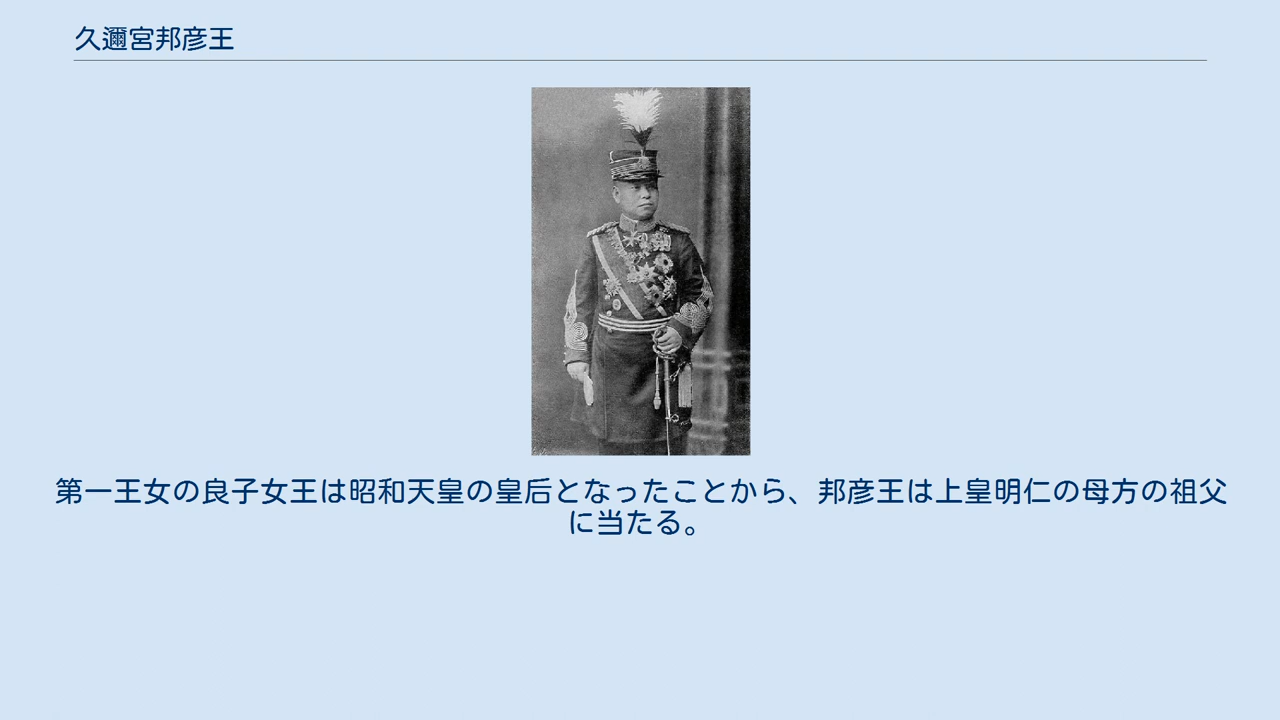 久邇宮邦彦王
第一王女の良子女王は昭和天皇の皇后となったことから、邦彦王は上皇明仁の母方の祖父
に当たる。